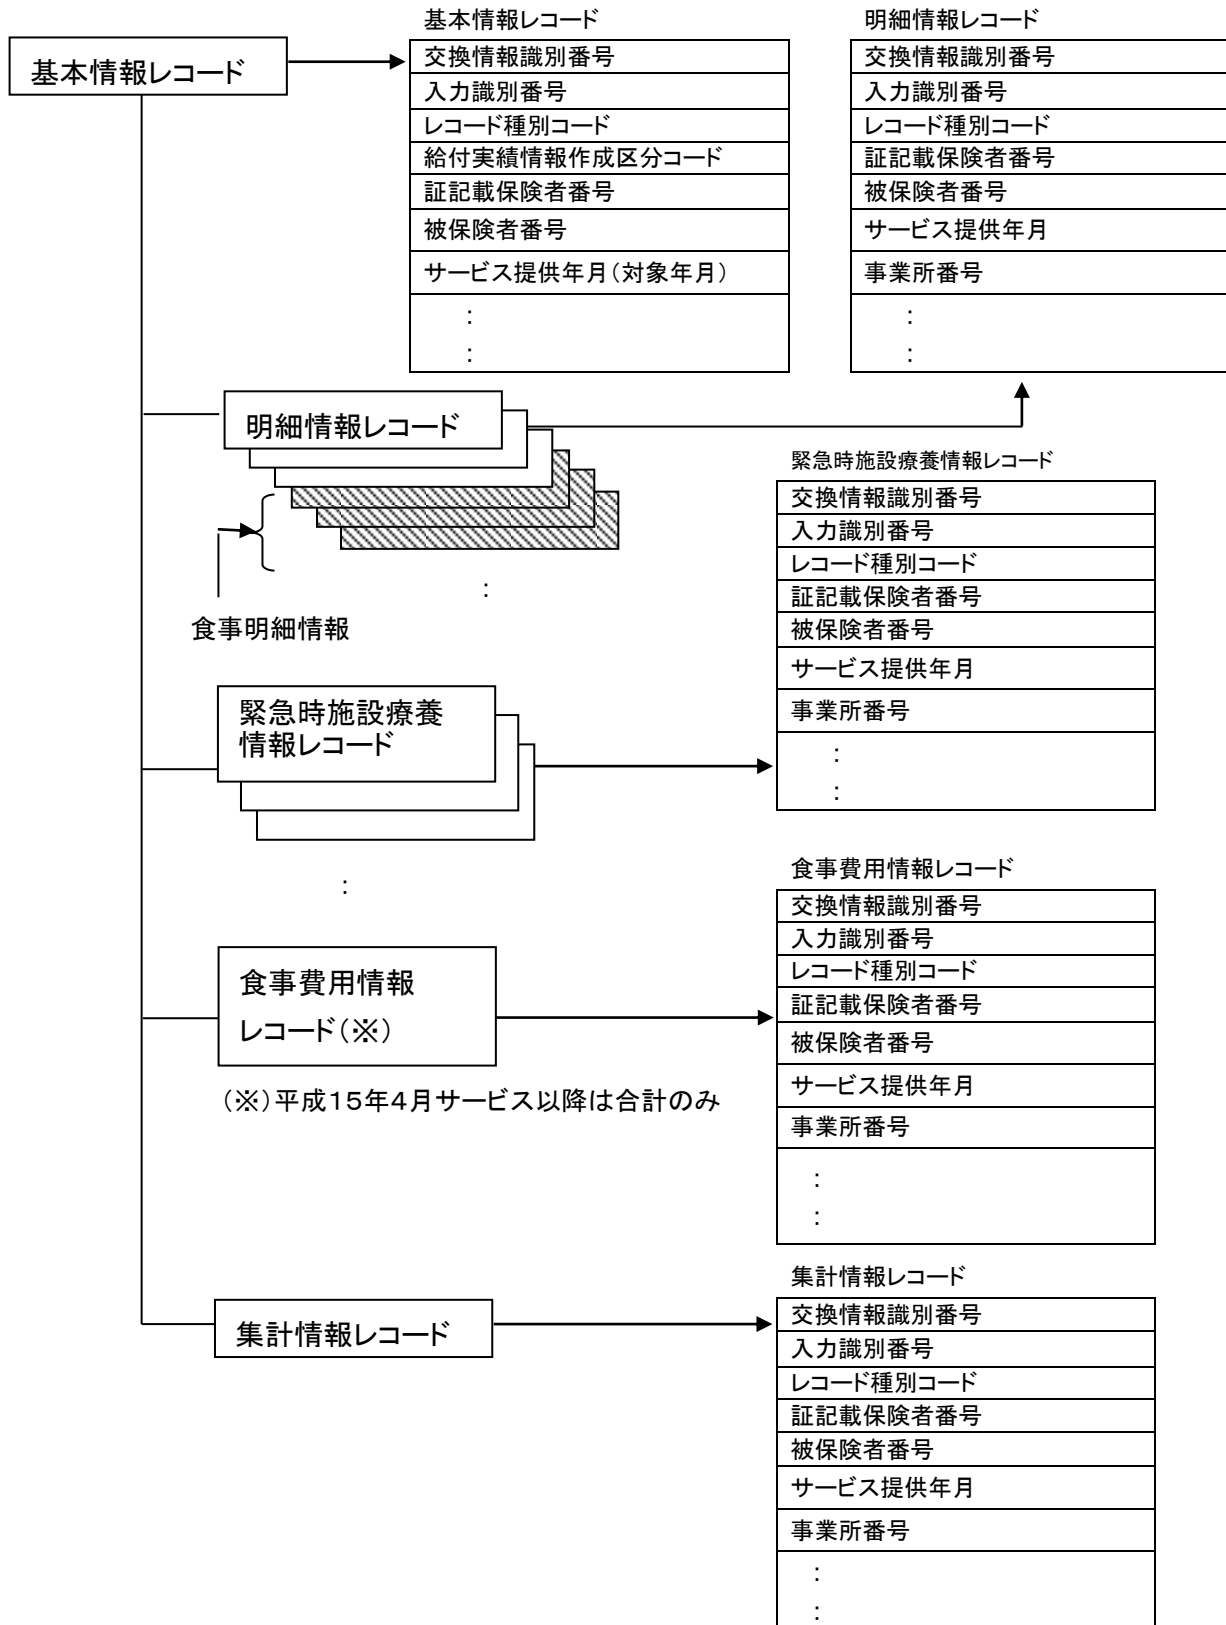 基本情報レコード
基本情報レコード
交換情報識別番号
入力識別番号
レコード種別コード
給付実績情報作成区分コード
証記載保険者番号
被保険者番号
サービス提供年月（対象年月）
：
：
明細情報レコード
交換情報識別番号
入力識別番号
レコード種別コード
証記載保険者番号
被保険者番号
サービス提供年月
事業所番号
：
：
明細情報レコード
：
食事明細情報
緊急時施設療養情報レコード
交換情報識別番号
入力識別番号
レコード種別コード
証記載保険者番号
被保険者番号
サービス提供年月
事業所番号
：
：
緊急時施設療養
情報レコード
：
食事費用情報レコード
交換情報識別番号
入力識別番号
レコード種別コード
証記載保険者番号
被保険者番号
サービス提供年月
事業所番号
：
：
食事費用情報
レコード（※）
（※）平成１５年４月サービス以降は合計のみ
集計情報レコード
集計情報レコード
交換情報識別番号
入力識別番号
レコード種別コード
証記載保険者番号
被保険者番号
サービス提供年月
事業所番号
：
：